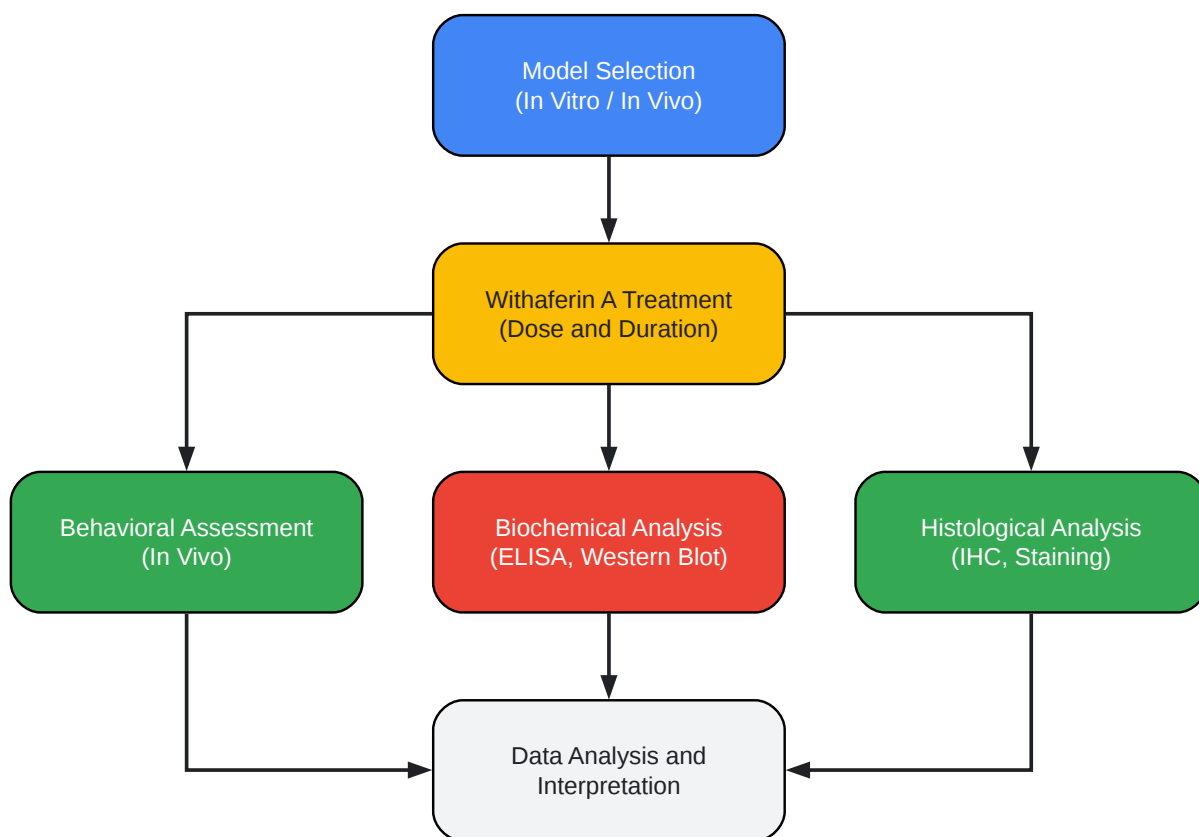 Model Selection
(In Vitro / In Vivo)
Withaferin A Treatment
(Dose and Duration)
Behavioral Assessment
(In Vivo)
Biochemical Analysis
(ELISA, Western Blot)
Histological Analysis
(IHC, Staining)
Data Analysis and
Interpretation